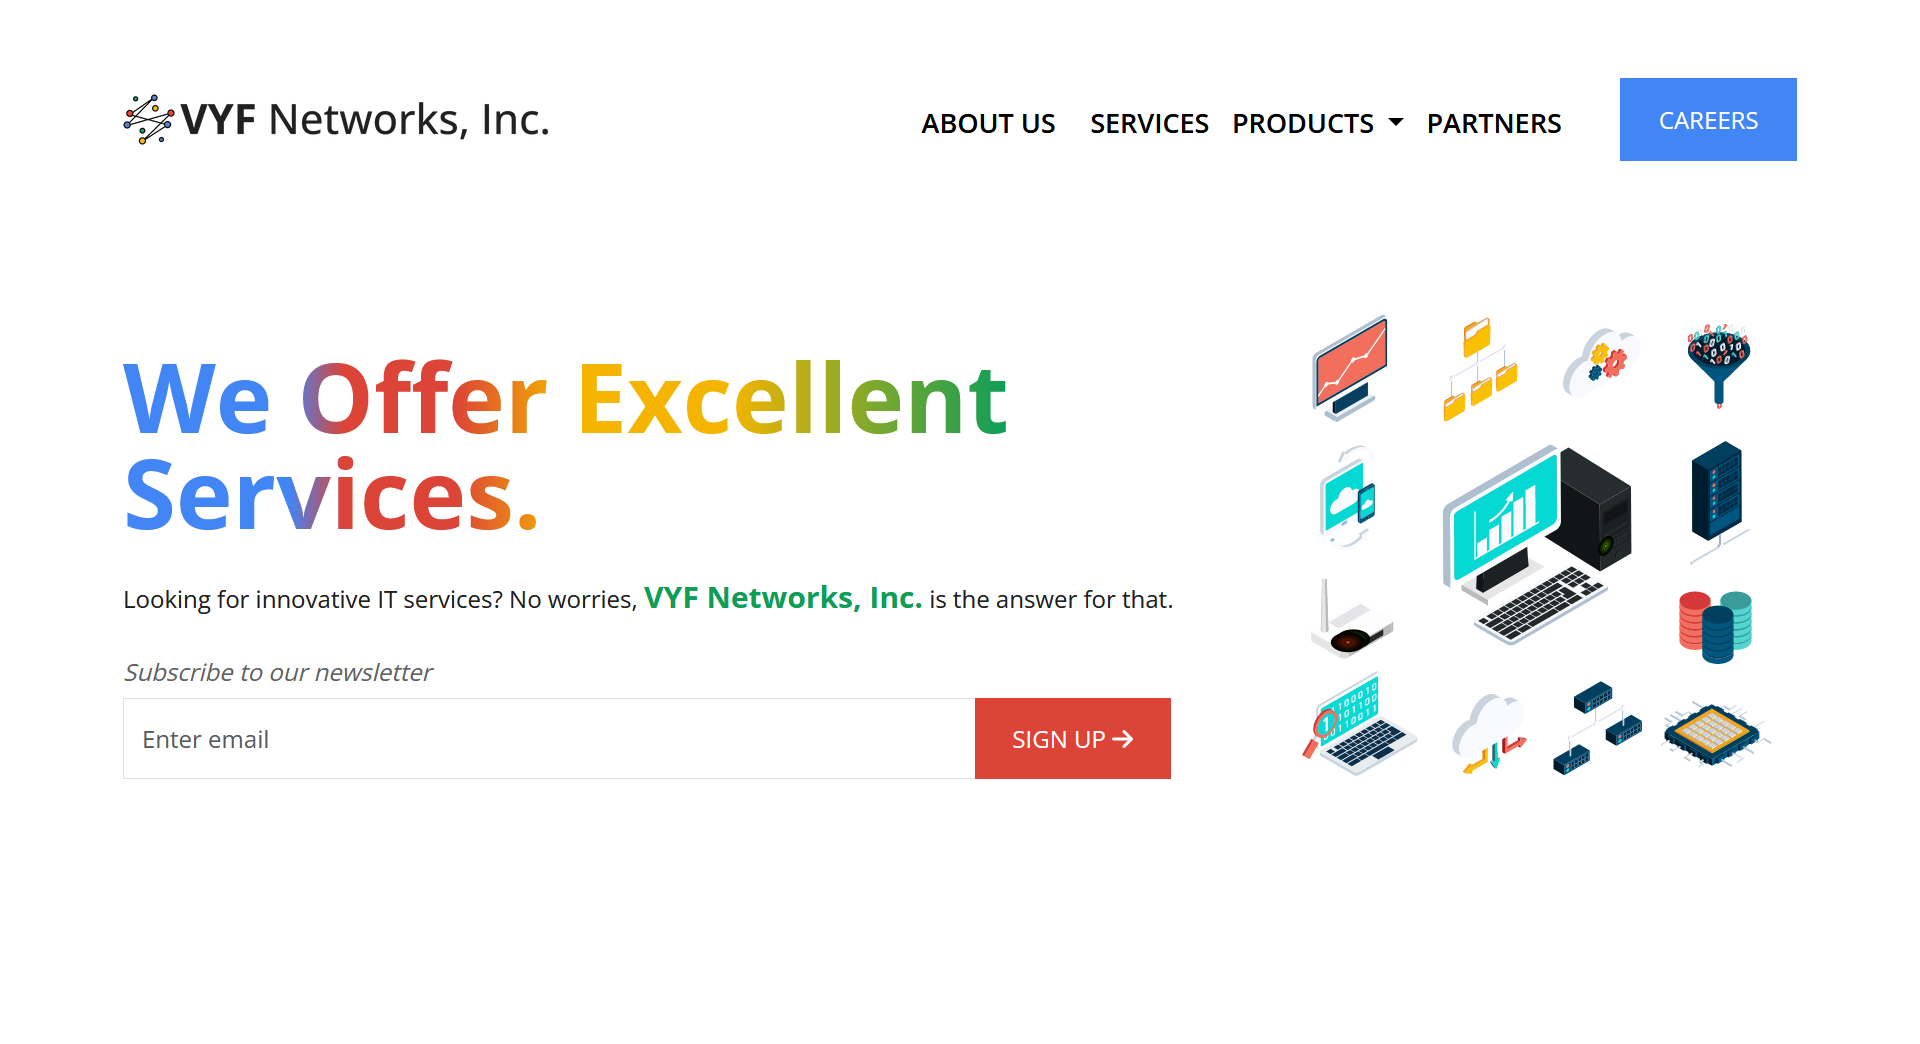 VYF Networks, Inc.
ABOUT US SERVICES PRODUCTS PARTNERS CAREERS
We Offer Excellent
Services.
Looking for innovative IT services? No worries, VYF Networks, Inc. is the answer for that.
Subscribe to our newsletter
Enter email SIGN UP